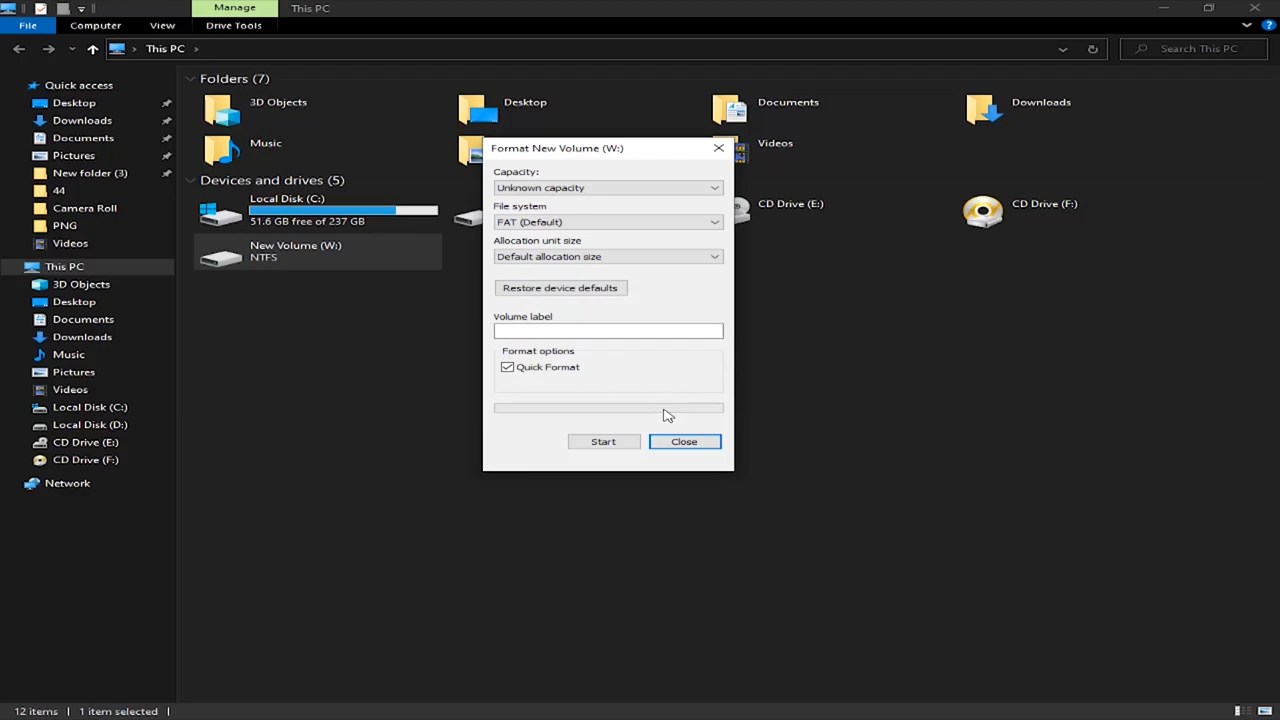 Manage
This PC
File
Computer
View
Drive Tools
This PC
Search This PC
Quick access
Desktop
Downloads
Documents
Pictures
New folder (3)
44
Camera Roll
PNG
Videos
This PC
3D Objects
Desktop
Documents
Downloads
Music
Pictures
Videos
Local Disk (C:)
Local Disk (D:)
CD Drive (E:)
CD Drive (F:)
Network
Folders (7)
3D Objects
Desktop
Documents
Downloads
Music
Videos
Devices and drives (5)
Local Disk (C:)
51.6 GB free of 237 GB
CD Drive (E:)
CD Drive (F:)
New Volume (W:)
NTFS
Format New Volume (W:)
Capacity:
Unknown capacity
File system
FAT (Default)
Allocation unit size
Default allocation size
Restore device defaults
Volume label
Format options
Quick Format
Start
Close
12 items
1 item selected